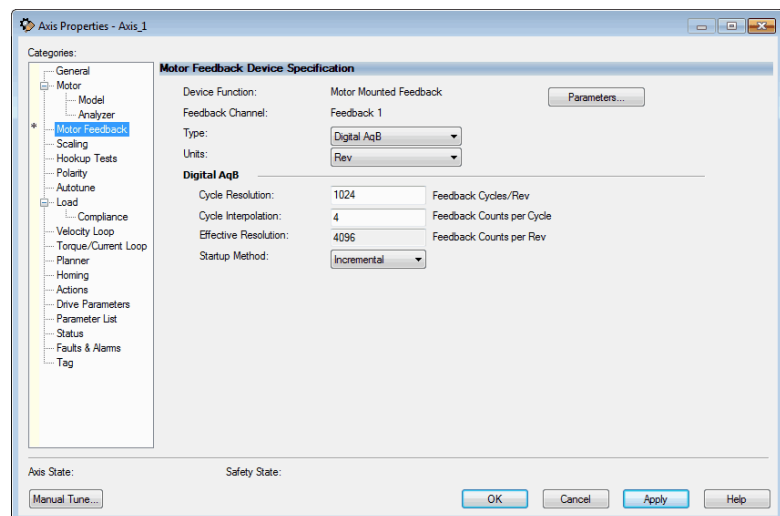 Axis Properties - Axis_1
Categories:
General
Motor
Model
Analyzer
* Motor Feedback
Scaling
Hookup Tests
Polarity
Autotune
Load
Compliance
Velocity Loop
Torque/Current Loop
Planner
Homing
Actions
Drive Parameters
Parameter List
Status
Faults & Alarms
Tag
Motor Feedback Device Specification
Device Function: Motor Mounted Feedback Parameters...
Feedback Channel: Feedback 1
Type: Digital AqB
Units: Rev
Digital AqB
Cycle Resolution: 1024 Feedback Cycles/Rev
Cycle Interpolation: 4 Feedback Counts per Cycle
Effective Resolution: 4096 Feedback Counts per Rev
Startup Method: Incremental
Axis State: Safety State:
Manual Tune... OK Cancel Apply Help